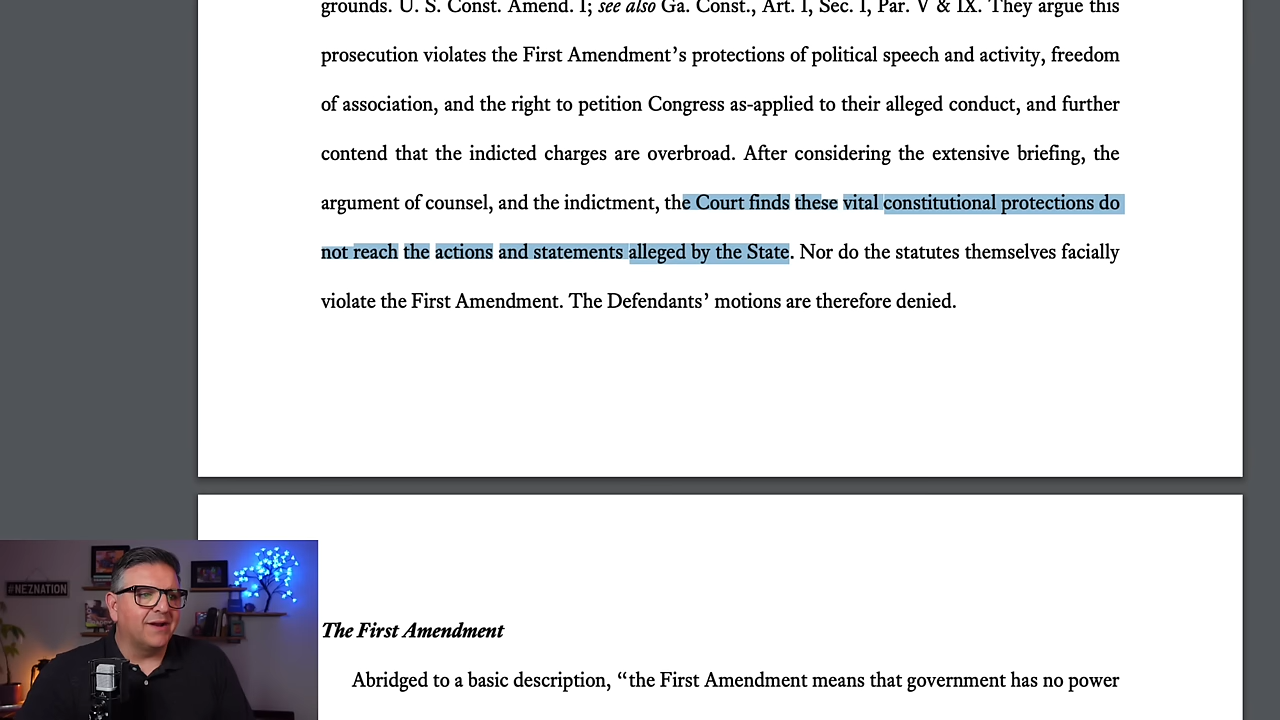 grounds. U. S. Const. Amend. I; see also Ga. Const., Art. I, Sec. I, Par. V & IX. They argue this
prosecution violates the First Amendment’s protections of political speech and activity, freedom
of association, and the right to petition Congress as-applied to their alleged conduct, and further
contend that the indicted charges are overbroad. After considering the extensive briefing, the
argument of counsel, and the indictment, the Court finds these vital constitutional protections do
not reach the actions and statements alleged by the State. Nor do the statutes themselves facially
violate the First Amendment. The Defendants’ motions are therefore denied.
#NEZNATION
The First Amendment
Abridged to a basic description, “the First Amendment means that government has no power